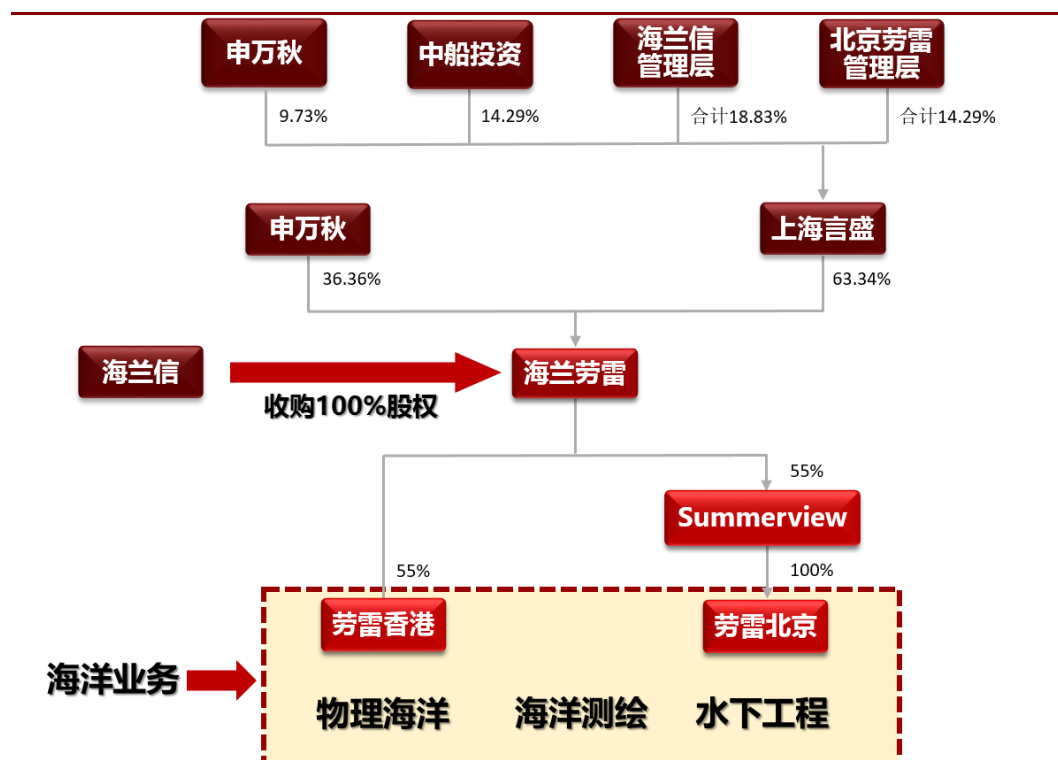 申万秋
中船投资
海兰信
管理层
北京劳雷
管理层
9.73%
14.29%
合计18.83%
合计14.29%
申万秋
上海言盛
36.36%
63.34%
海兰信
海兰劳雷
收购100%股权
55%
Summerview
55%
100%
劳雷香港
劳雷北京
海洋业务
物理海洋
海洋测绘
水下工程